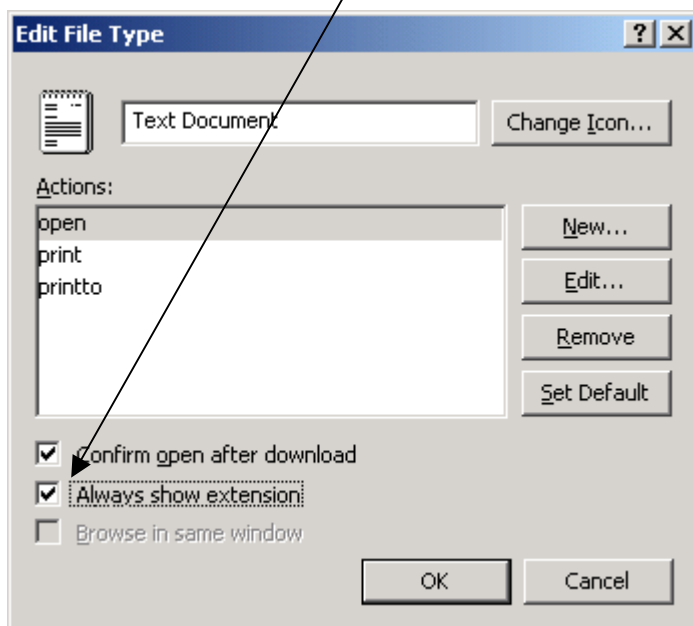 Edit File Type
Text Document
Change Icon...
Actions:
open
print
printto
New...
Edit...
Remove
Set Default
Confirm open after download
Always show extension
Browse in same window
OK
Cancel